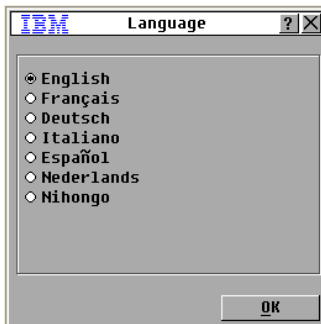 IBM Language ? X
English
Français
Deutsch
Italiano
Español
Nederlands
Nihongo
OK